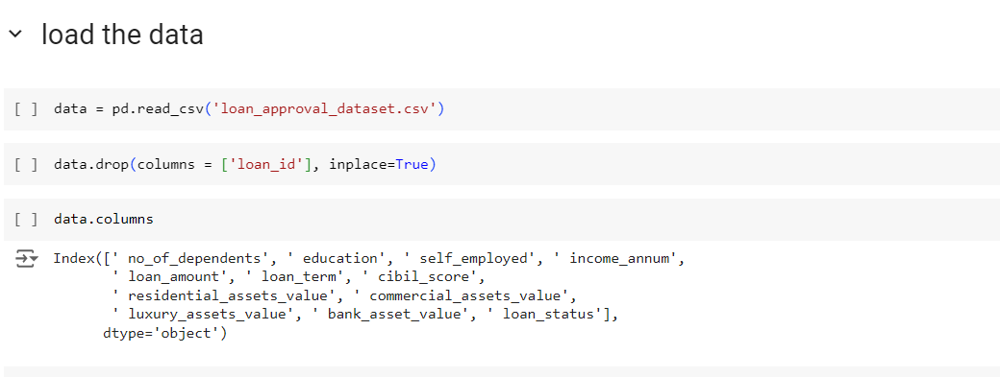 load the data
[ ] data = pd.read_csv('loan_approval_dataset.csv')
[ ] data.drop(columns = ['loan_id'], inplace=True)
[ ] data.columns
Index([' no_of_dependents', ' education', ' self_employed', ' income_annum',
' loan_amount', ' loan_term', ' cibil_score',
' residential_assets_value', ' commercial_assets_value',
' luxury_assets_value', ' bank_asset_value', ' loan_status'],
dtype='object')